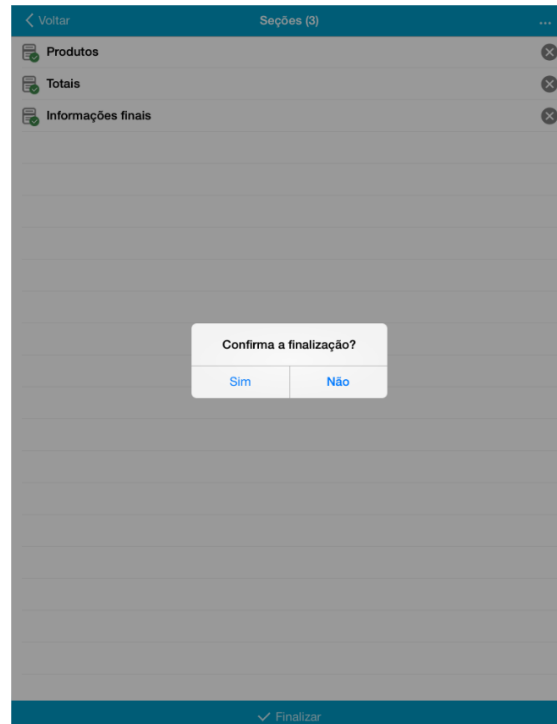 Voltar
Seções (3)
...
Produtos
Totais
Informações finais
Confirma a finalização?
Sim
Não
Finalizar